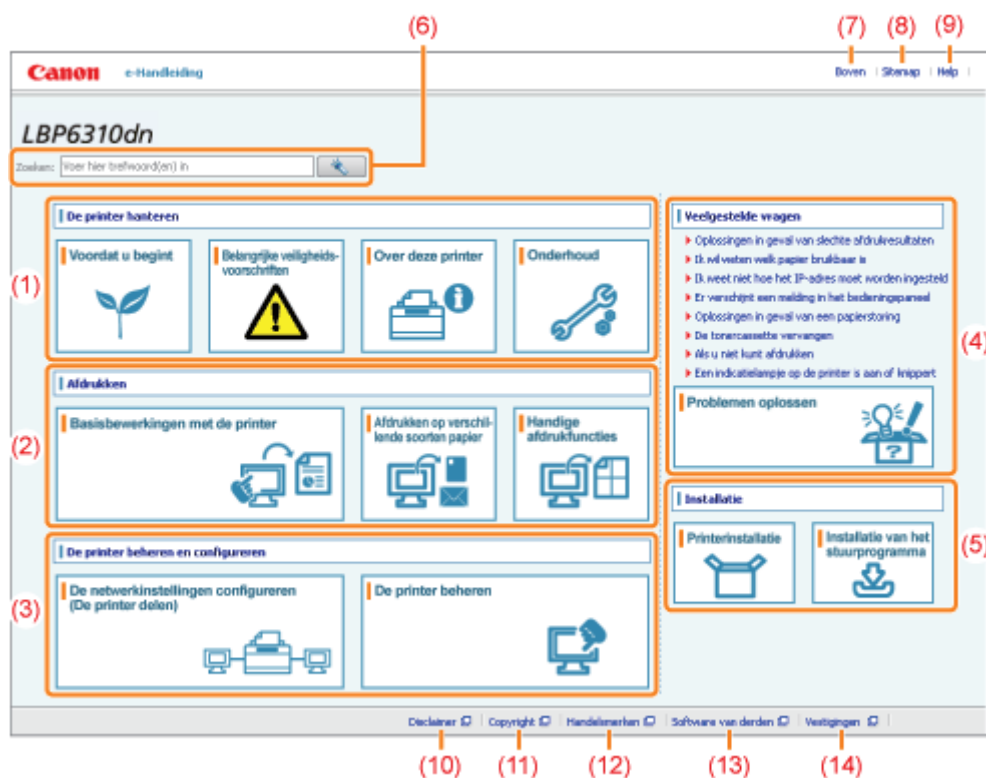 (6)
(7)
(8)
(9)
Canon e-Handleiding
Boven | Sitemap | Help |
LBP6310dn
Zoeken: Voer hier trefwoord(en) in
(1)
De printer hanteren
Voordat u begint
Belangrijke veiligheids-
voorschriften
Over deze printer
Onderhoud
(2)
Afdrukken
Basisbewerkingen met de printer
Afdrukken op verschil-
lende soorten papier
Handige
afdrukfuncties
(3)
De printer beheren en configureren
De netwerkinstellingen configureren
(De printer delen)
De printer beheren
Veelgestelde vragen
Oplossingen in geval van slechte afdrukresultaten
Ik wil weten welk papier bruikbaar is
Ik weet niet hoe het IP-adres moet worden ingesteld
Er verschijnt een melding in het bedieningspaneel
Oplossingen in geval van een papierstoring
De tonercassette vervangen
Als u niet kunt afdrukken
Een indicatielampje op de printer is aan of knippert
(4)
Problemen oplossen
?
Installatie
Printerinstallatie
Installatie van het
stuurprogramma
(5)
Disclaimer | Copyright | Handelsmerken | Software van derden | Vestigingen |
(10)
(11)
(12)
(13)
(14)